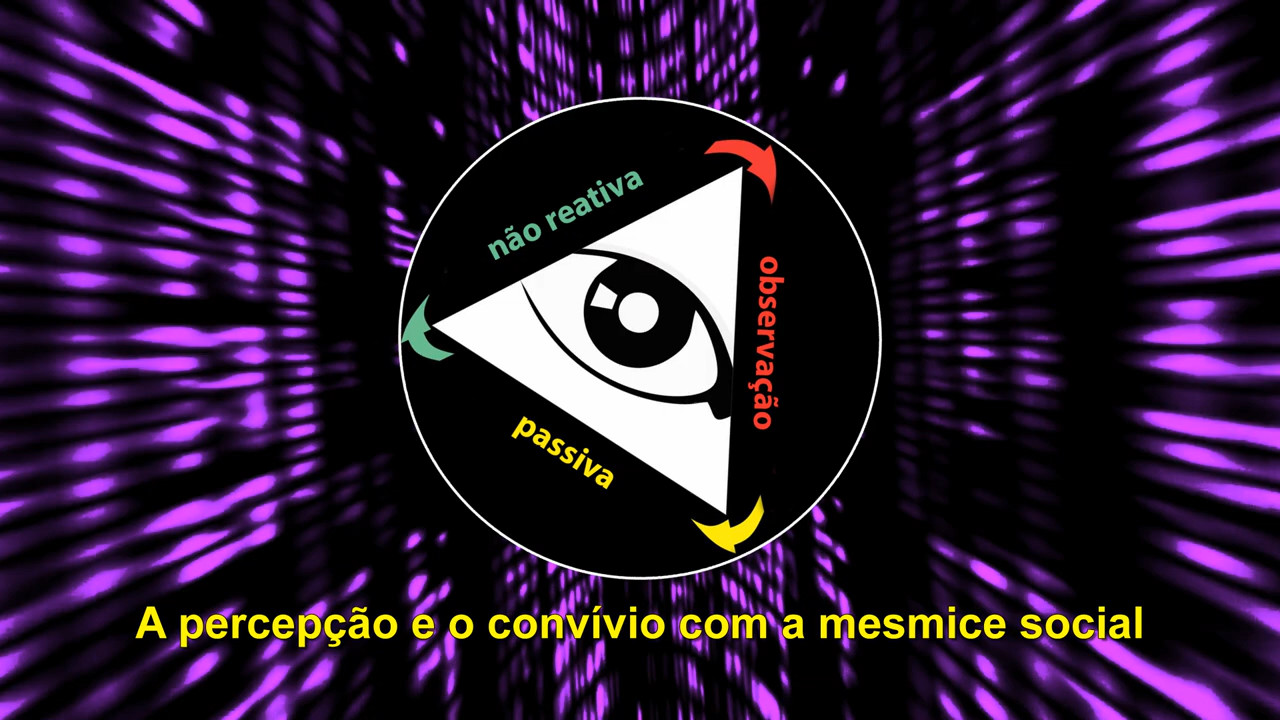 não reativa
observação
passiva
A percepção e o convívio com a mesmice social